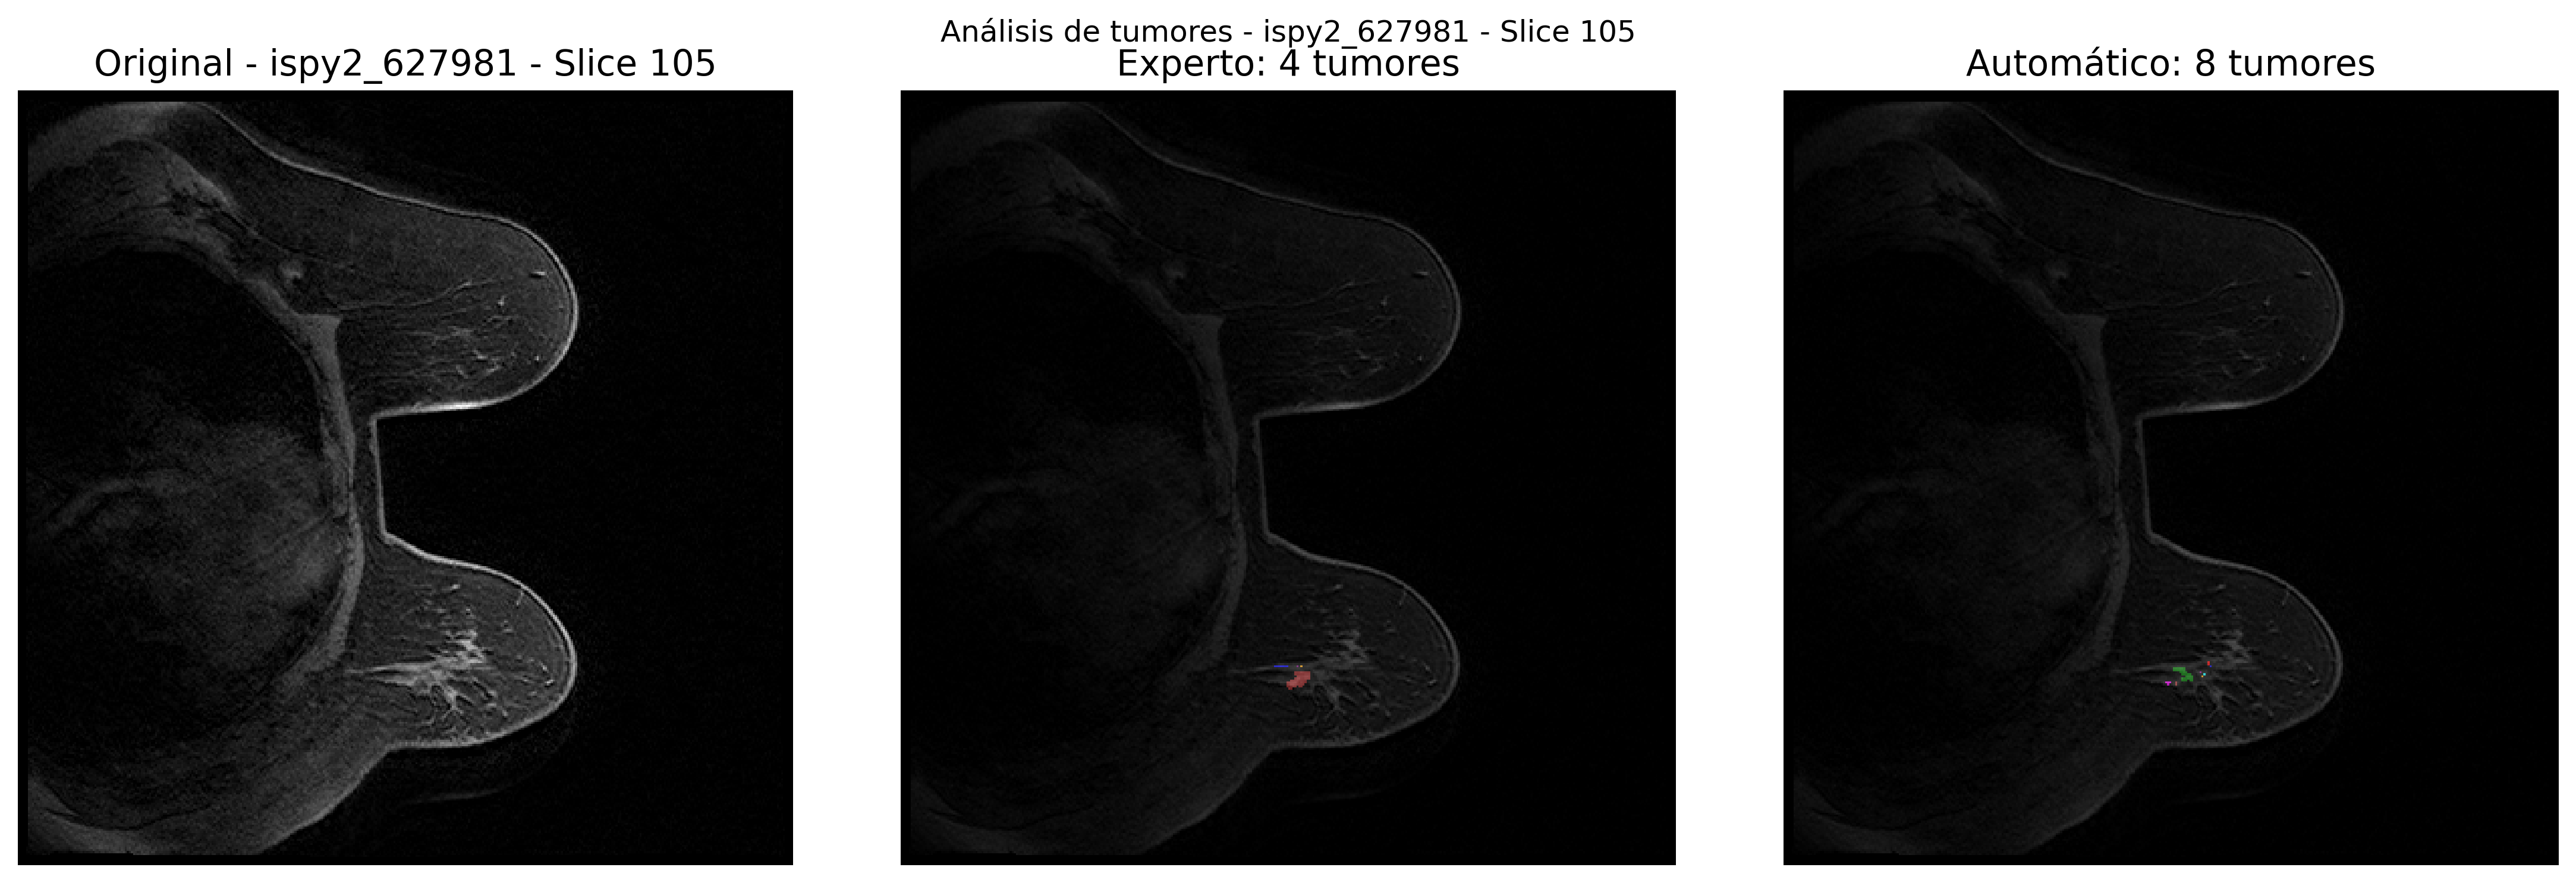 Análisis de tumores - ispy2_627981 - Slice 105
Original - ispy2_627981 - Slice 105
Experto: 4 tumores
Automático: 8 tumores